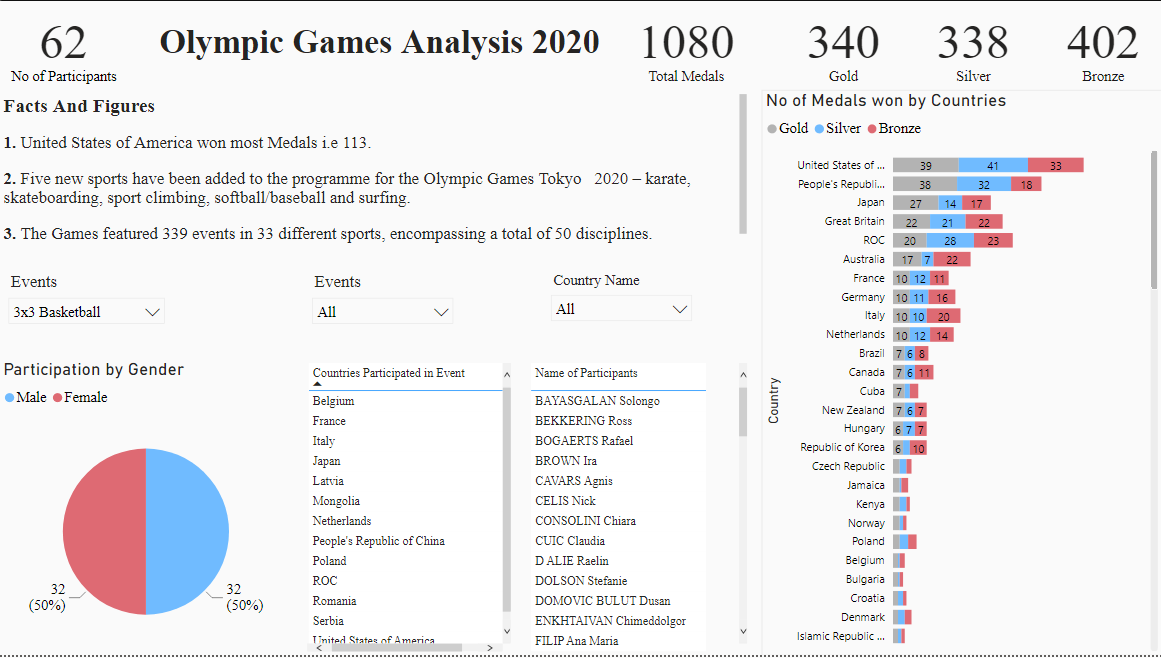 62
No of Participants
Olympic Games Analysis 2020
1080
Total Medals
340
Gold
338
Silver
402
Bronze
Facts And Figures
1. United States of America won most Medals i.e 113.
2. Five new sports have been added to the programme for the Olympic Games Tokyo 2020 – karate,
skateboarding, sport climbing, softball/baseball and surfing.
3. The Games featured 339 events in 33 different sports, encompassing a total of 50 disciplines.
Events
3x3 Basketball
Events
All
Country Name
All
Participation by Gender
Male Female
32
(50%)
32
(50%)
Countries Participated in Event
Belgium
France
Italy
Japan
Latvia
Mongolia
Netherlands
People's Republic of China
Poland
ROC
Romania
Serbia
United States of America
Name of Participants
BAYASGALAN Solongo
BEKKERING Ross
BOGAERTS Rafael
BROWN Ira
CAVARS Agnis
CELIS Nick
CONSOLINI Chiara
CUIC Claudia
D ALIE Raelin
DOLSON Stefanie
DOMOVIC BULUT Dusan
ENKHTAIVAN Chimeddolgor
FILIP Ana Maria
No of Medals won by Countries
Gold Silver Bronze
Country
United States of ... 39 41 33
People's Republi... 38 32 18
Japan 27 14 17
Great Britain 22 21 22
ROC 20 28 23
Australia 17 7 22
France 10 12 11
Germany 10 11 16
Italy 10 10 20
Netherlands 10 12 14
Brazil 7 6 8
Canada 7 6 11
Cuba 7
New Zealand 7 6 7
Hungary 6 7 7
Republic of Korea 6 10
Czech Republic
Jamaica
Kenya
Norway
Poland
Belgium
Bulgaria
Croatia
Denmark
Islamic Republic ...